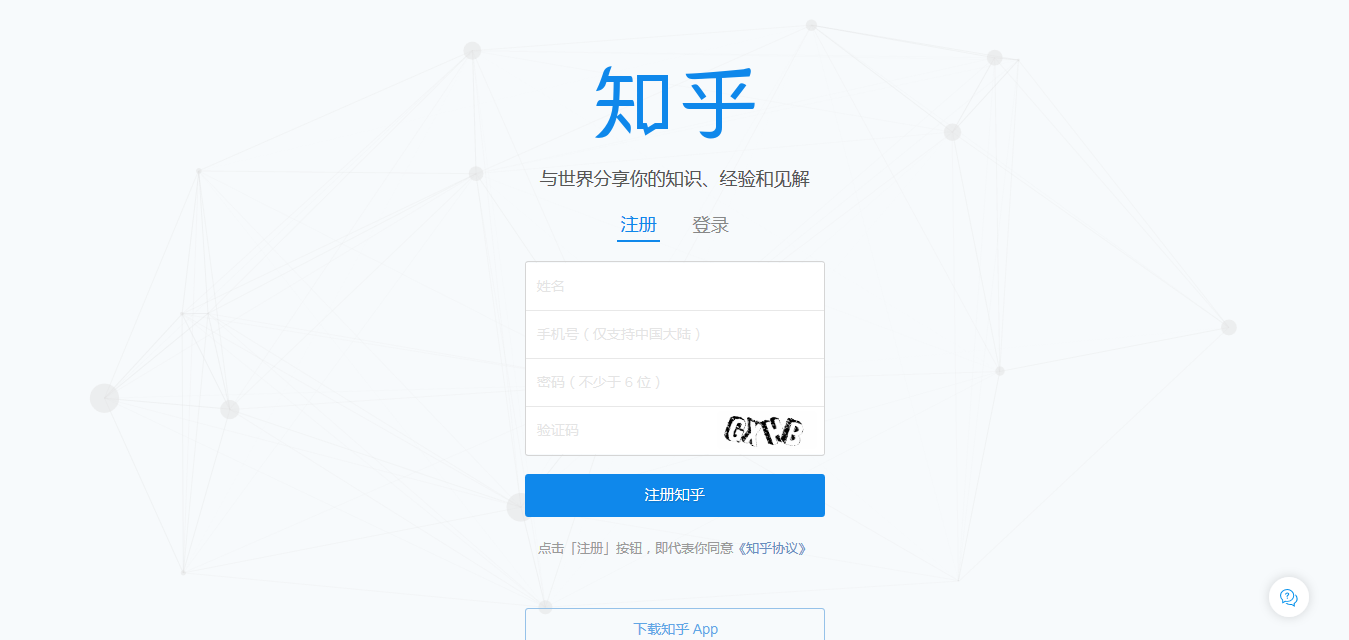 知乎
与世界分享你的知识、经验和见解
注册 登录
姓名
手机号（仅支持中国大陆）
密码（不少于 6 位）
验证码
注册知乎
点击「注册」按钮，即代表你同意《知乎协议》
下载知乎 App